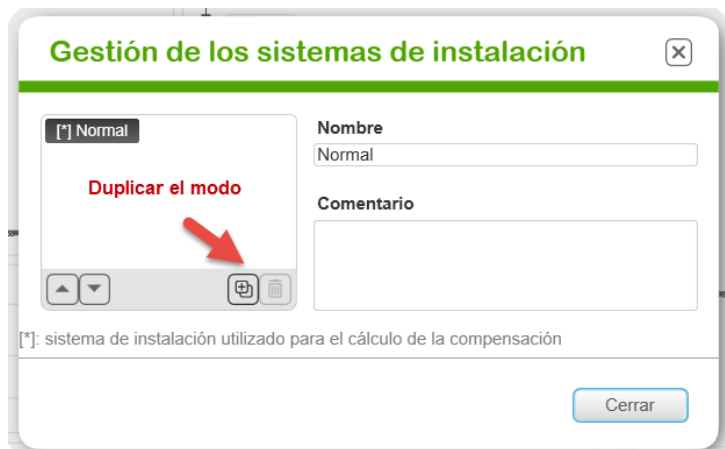 Gestión de los sistemas de instalación
[*] Normal
Duplicar el modo
Nombre
Normal
Comentario
[*]: sistema de instalación utilizado para el cálculo de la compensación
Cerrar